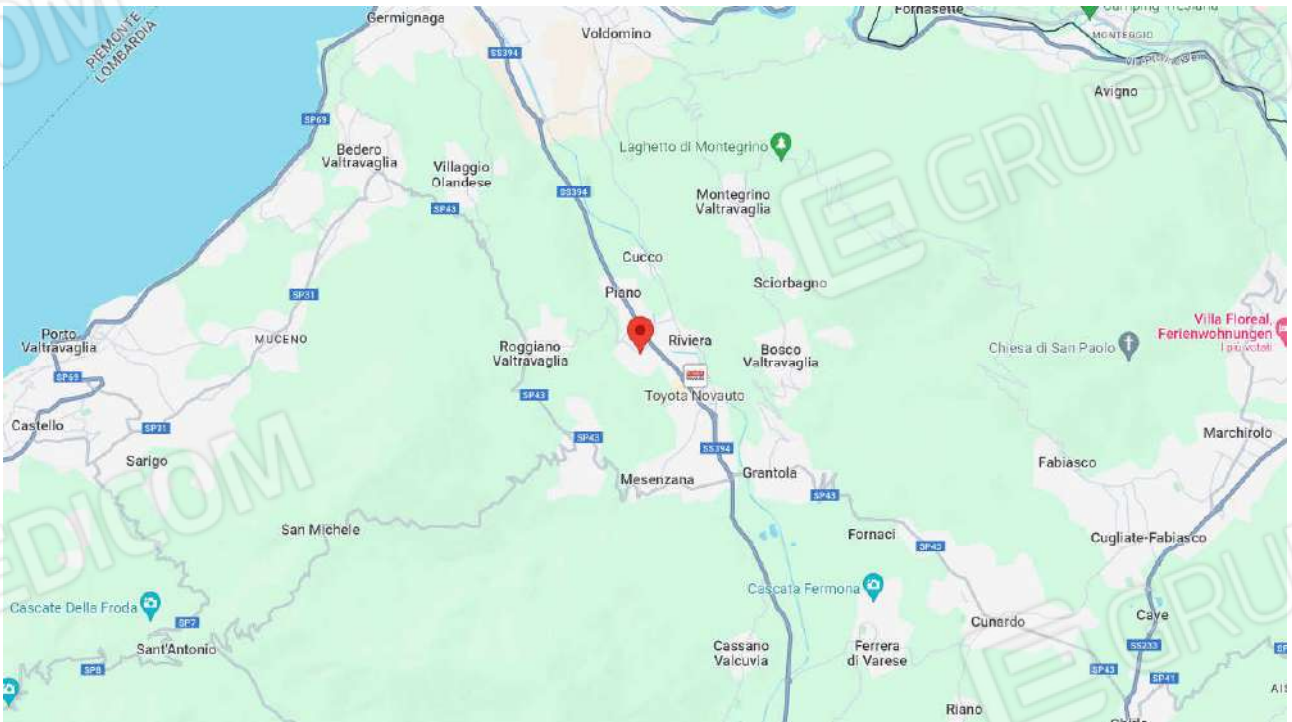 Germignaga
Voldomino
Fornasette
MONTEGGIO
PIEMONTE
LOMBARDIA
SS394
SP69
Avigno
Bedero
Valtravaglia
Villaggio
Olandese
Laghetto di Montegrino
SS394
SP43
Montegrino
Valtravaglia
Cucco
Piano
Sciorbagno
SP31
Porto
Valtravaglia
MUCENO
Roggiano
Valtravaglia
Riviera
Bosco
Valtravaglia
Chiesa di San Paolo
Villa Floreal,
Ferienwohnungen
I più votati
SP69
SP43
Toyota Novauto
Castello
SP31
SP43
SS394
Marchirolo
Sarigo
Mesenzana
Grantola
Fabiasco
SP43
San Michele
Fornaci
SP43
Cugliate-Fabiasco
Cascate Della Froda
SP7
Cascata Fermona
Cunardo
Cave
Sant'Antonio
SP8
Cassano
Valcuvia
Ferrera
di Varese
SS233
SP43
SP41
Riano
EDICOM
E GRUPPO
E GRU